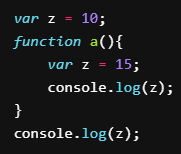 var z = 10;
function a(){
    var z = 15;
    console.log(z);
}
console.log(z);